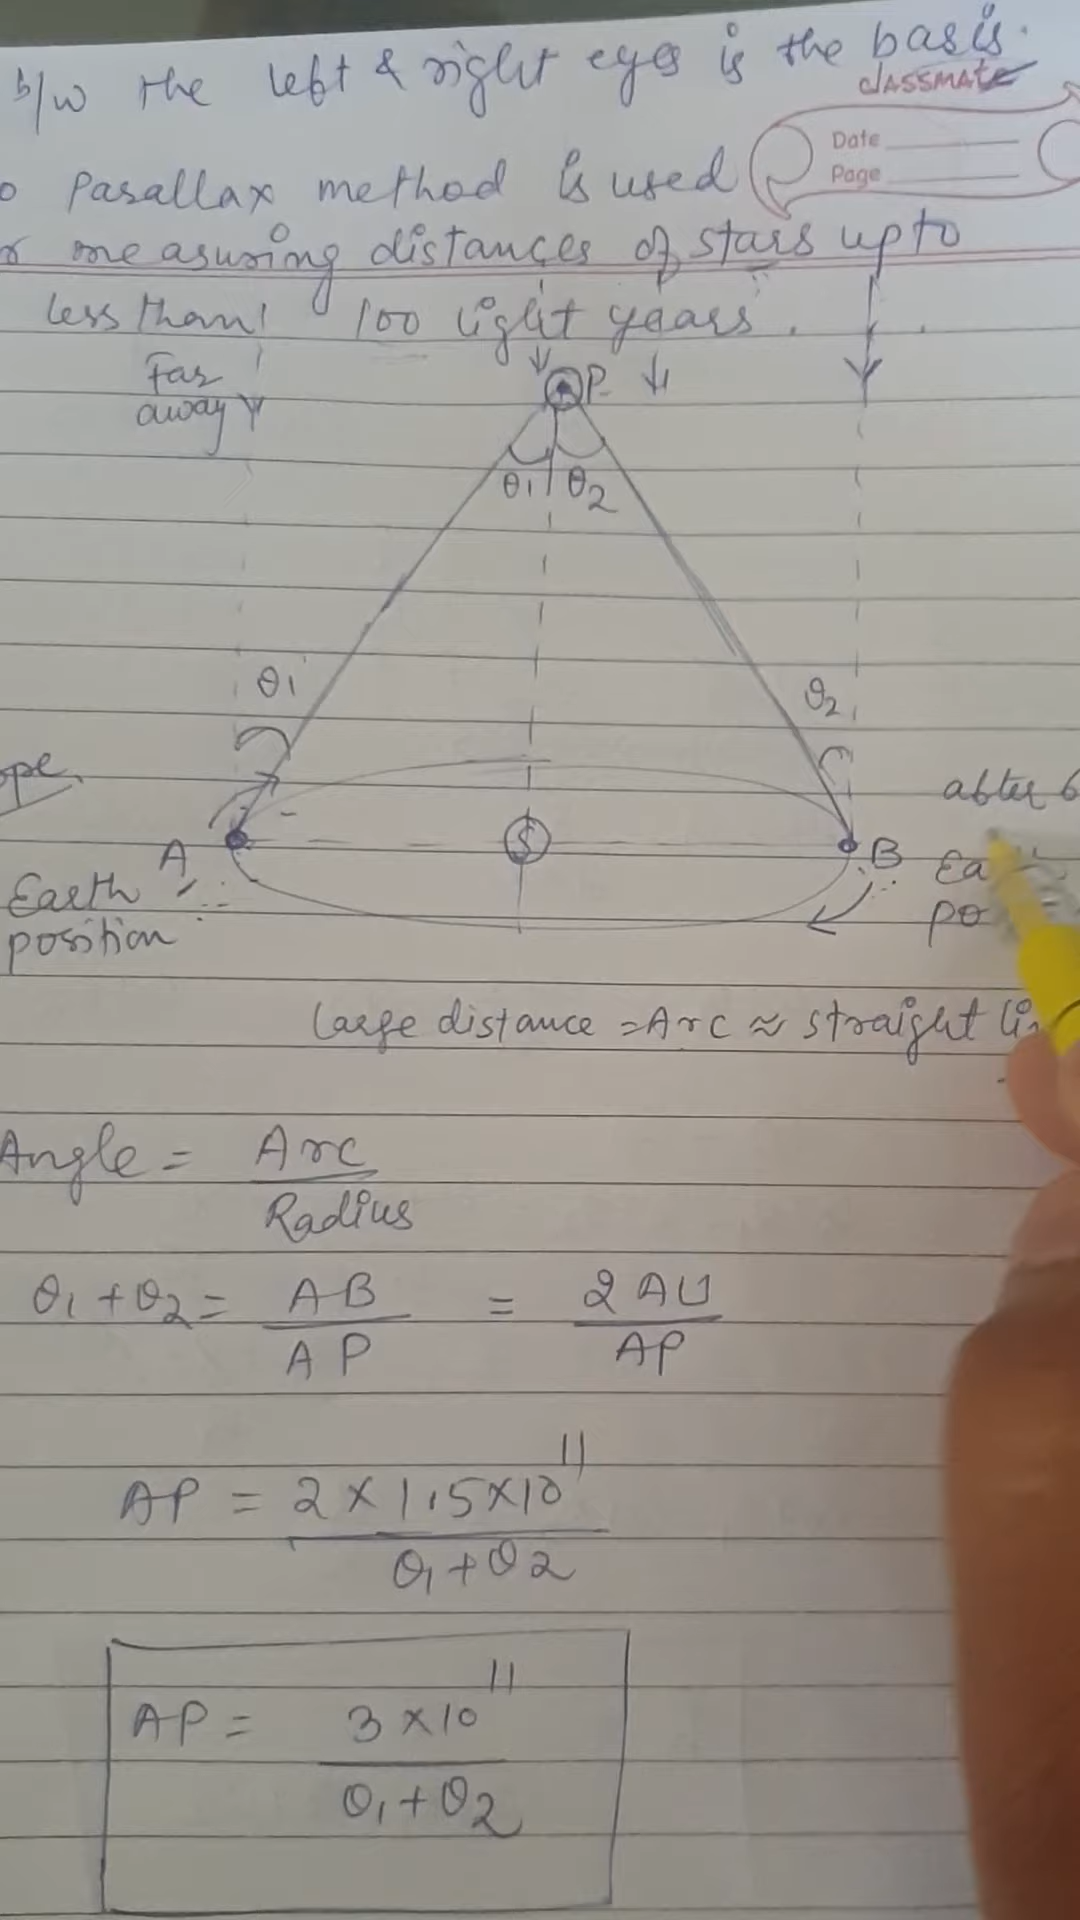 b/w the left & right eyes is the basis.
CLASSMATE
Date
Page
Parallax method is used
measuring distances of stars upto
less than 100 light years.
Far
away
P
θ1 θ2
θ1
θ2
after 6
A
S
B
Earth
position
large distance = Arc ≈ straight
Angle = Arc
Radius
θ1 + θ2 = AB = 2 AU
AP AP
AP = 2 × 1.5 × 10^11
θ1 + θ2
AP = 3 × 10^11
θ1 + θ2